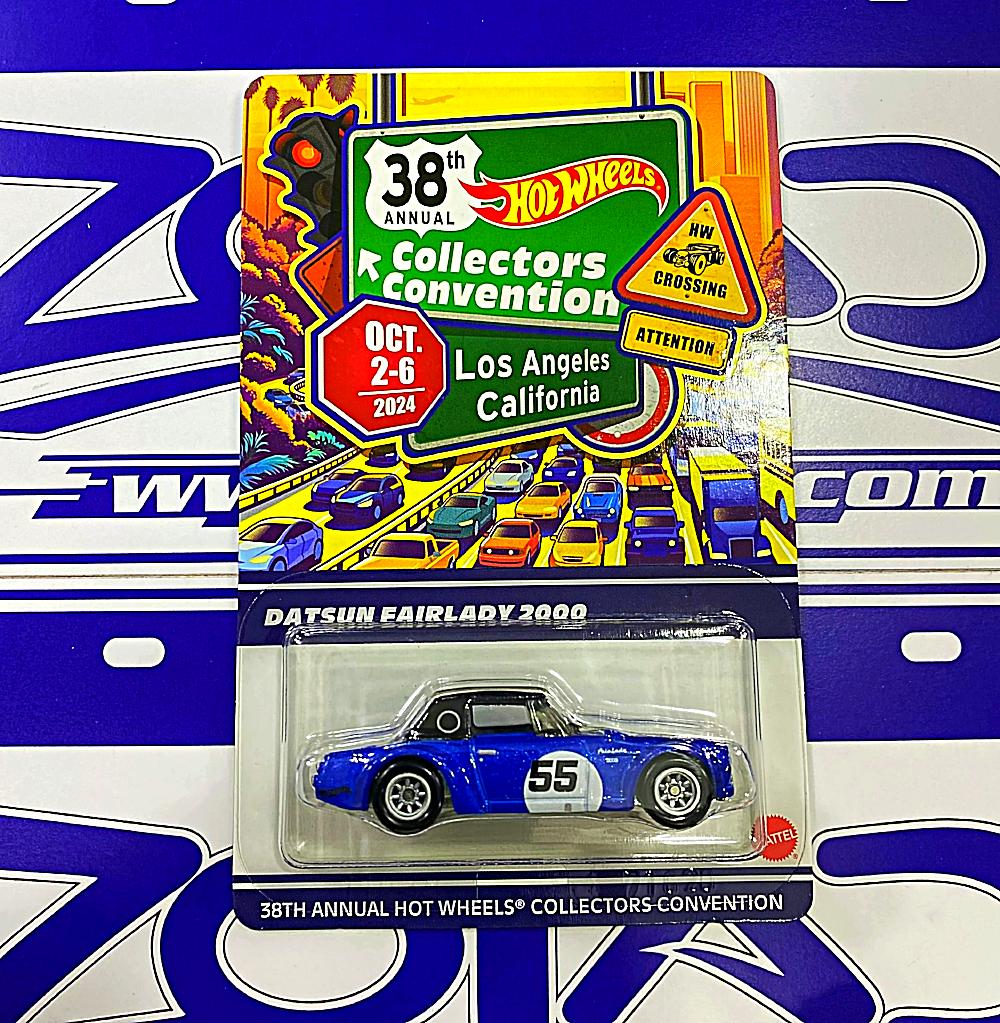 38th
ANNUAL
HOT WHEELS
HW
CROSSING
Collectors
Convention
ATTENTION
OCT.
2-6
2024
Los Angeles
California
.com
DATSUN FAIRLADY 2000
55
MATTEL
38TH ANNUAL HOT WHEELS® COLLECTORS CONVENTION